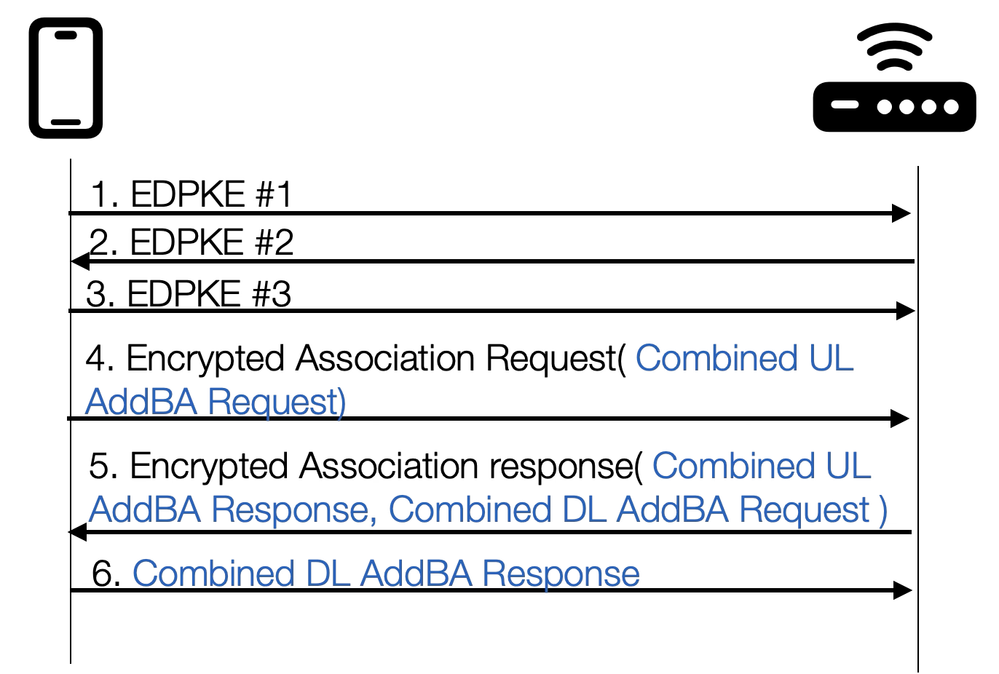 1. EDPKE #1
2. EDPKE #2
3. EDPKE #3
4. Encrypted Association Request( Combined UL
AddBA Request)
5. Encrypted Association response( Combined UL
AddBA Response, Combined DL AddBA Request )
6. Combined DL AddBA Response